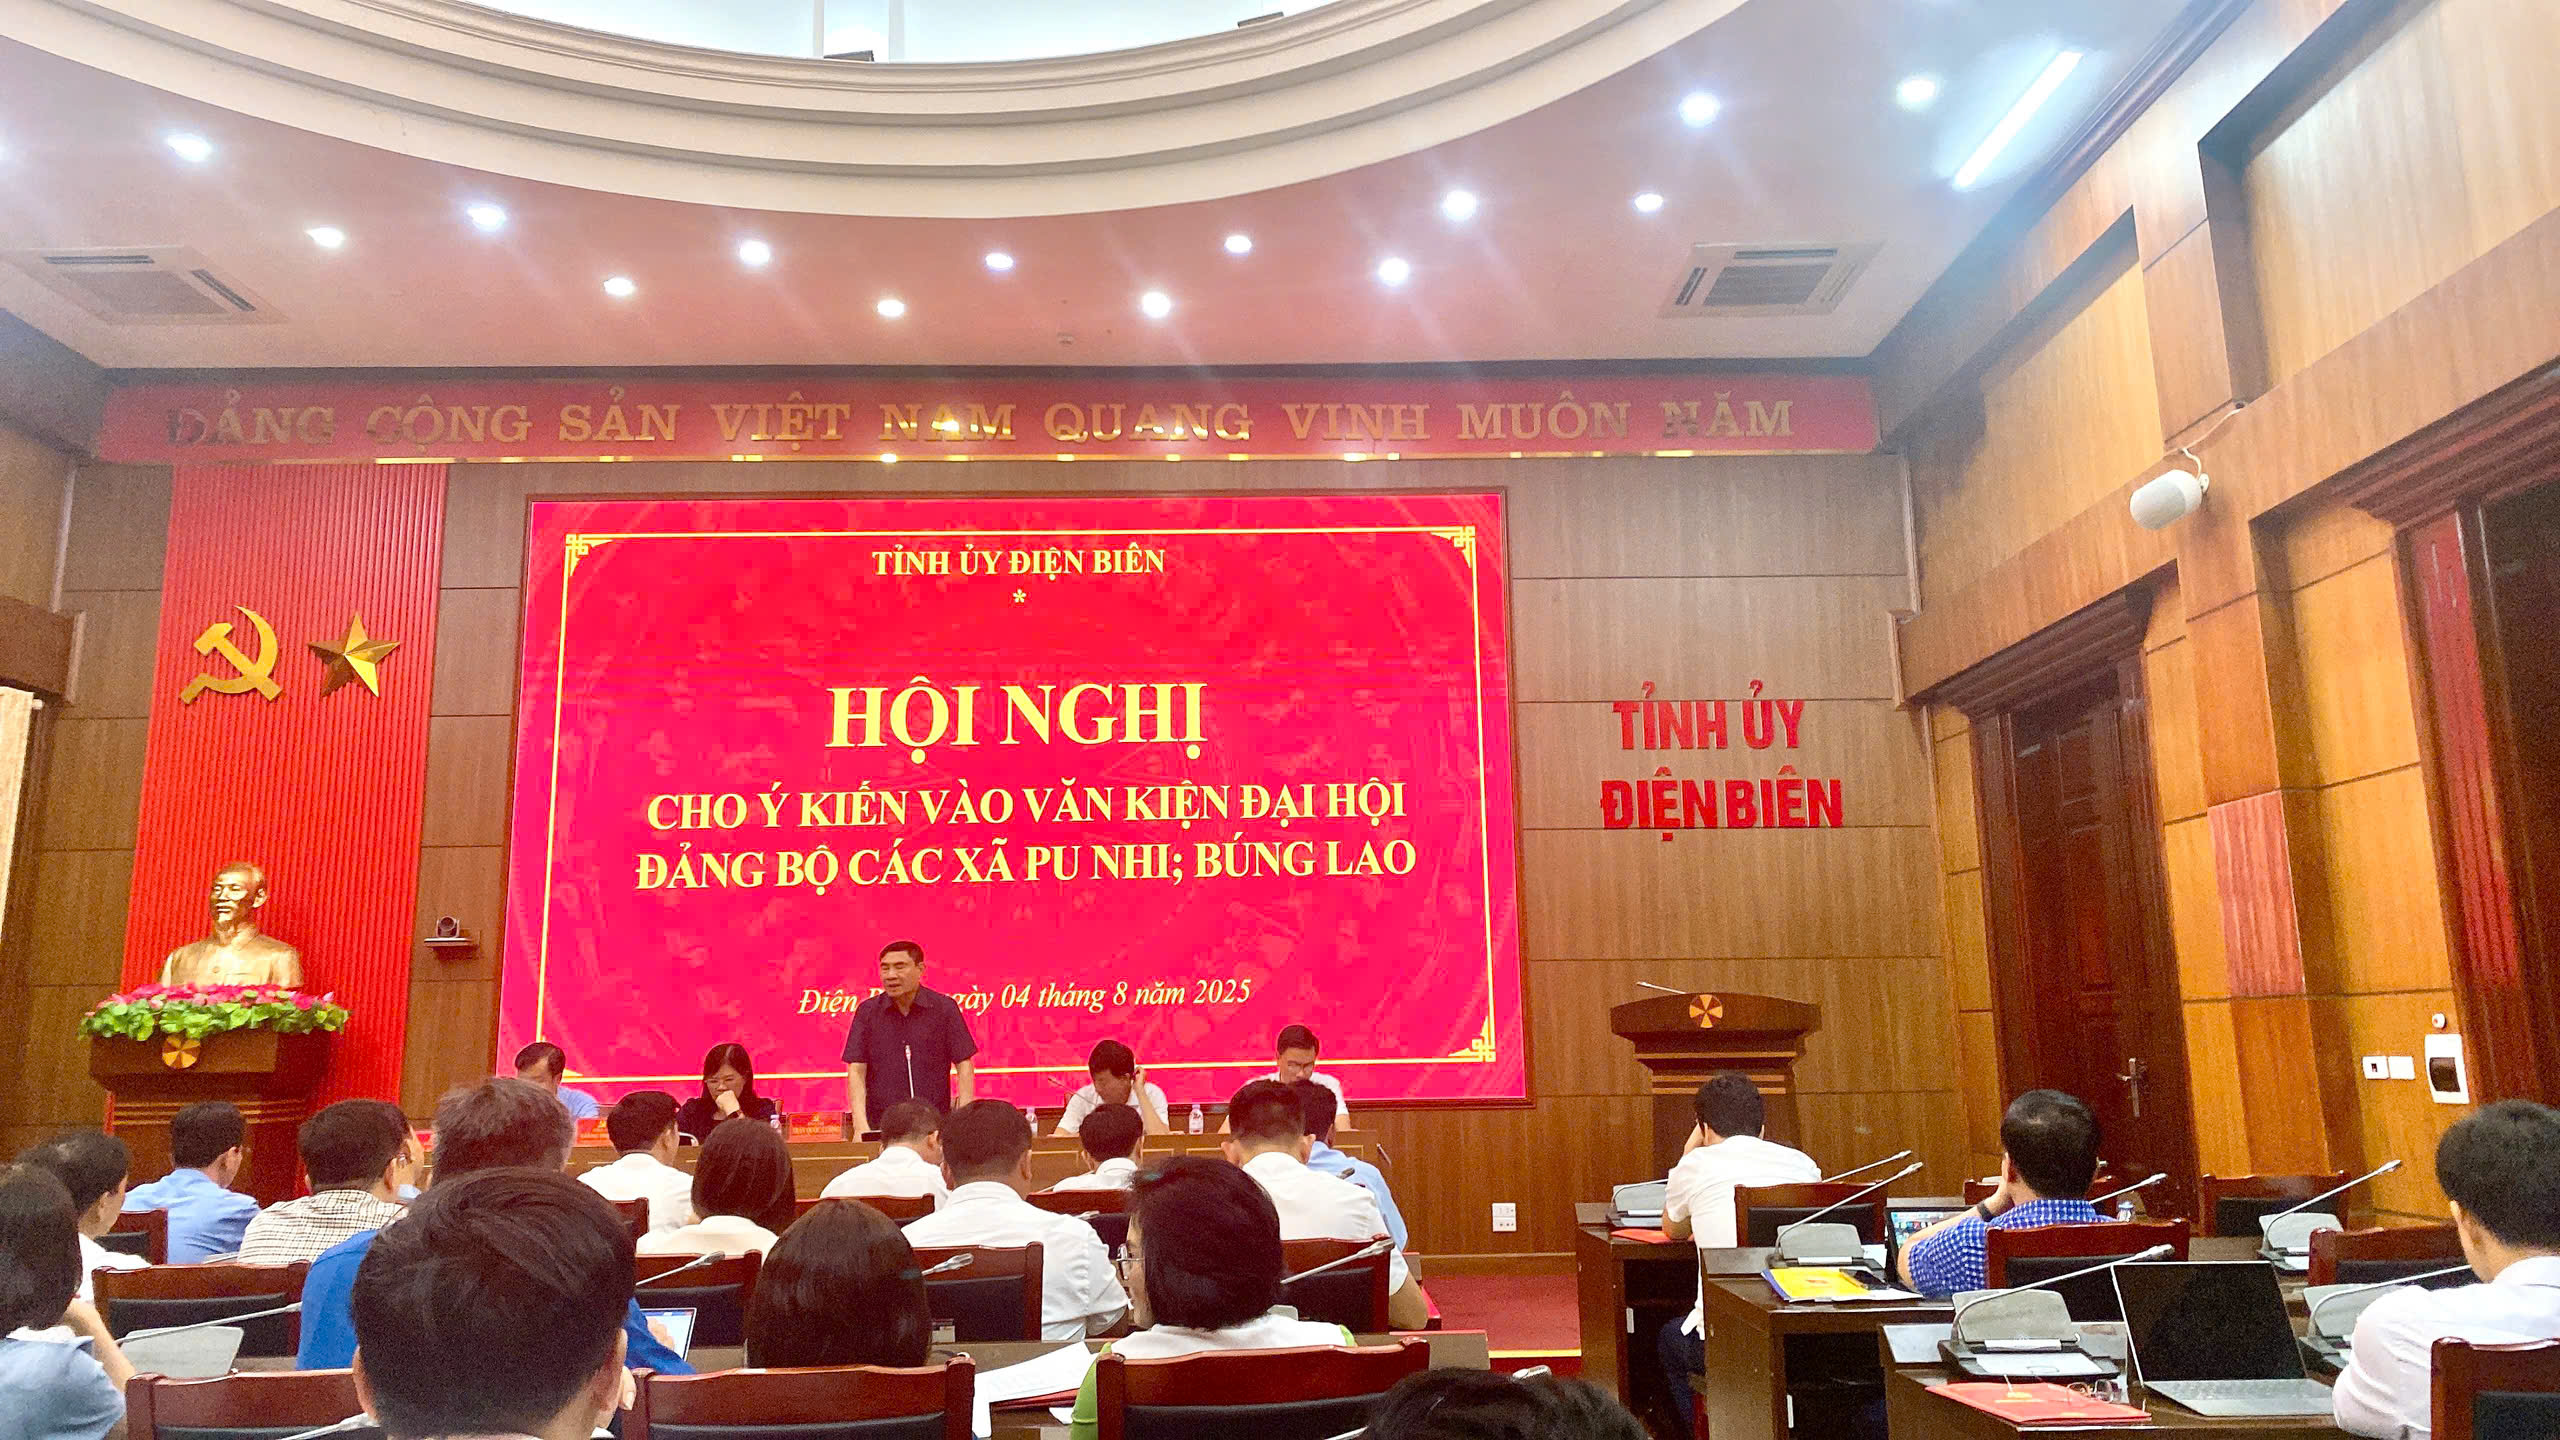 ĐẢNG CỘNG SẢN VIỆT NAM QUANG VINH MUÔN NĂM
TỈNH ỦY ĐIỆN BIÊN
*
HỘI NGHỊ
CHO Ý KIẾN VÀO VĂN KIỆN ĐẠI HỘI
ĐẢNG BỘ CÁC XÃ PU NHI; BÚNG LAO
Điện ngày 04 tháng 8 năm 2025
TỈNH ỦY
ĐIỆN BIÊN